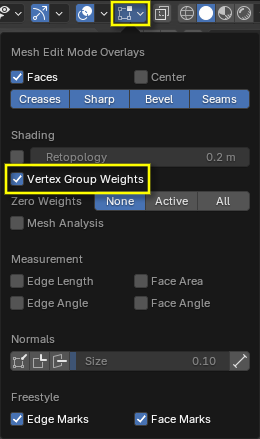 Mesh Edit Mode Overlays
Faces Center
Creases Sharp Bevel Seams
Shading
Retopology 0.2 m
Vertex Group Weights
Zero Weights None Active All
Mesh Analysis
Measurement
Edge Length Face Area
Edge Angle Face Angle
Normals
Size 0.10
Freestyle
Edge Marks Face Marks